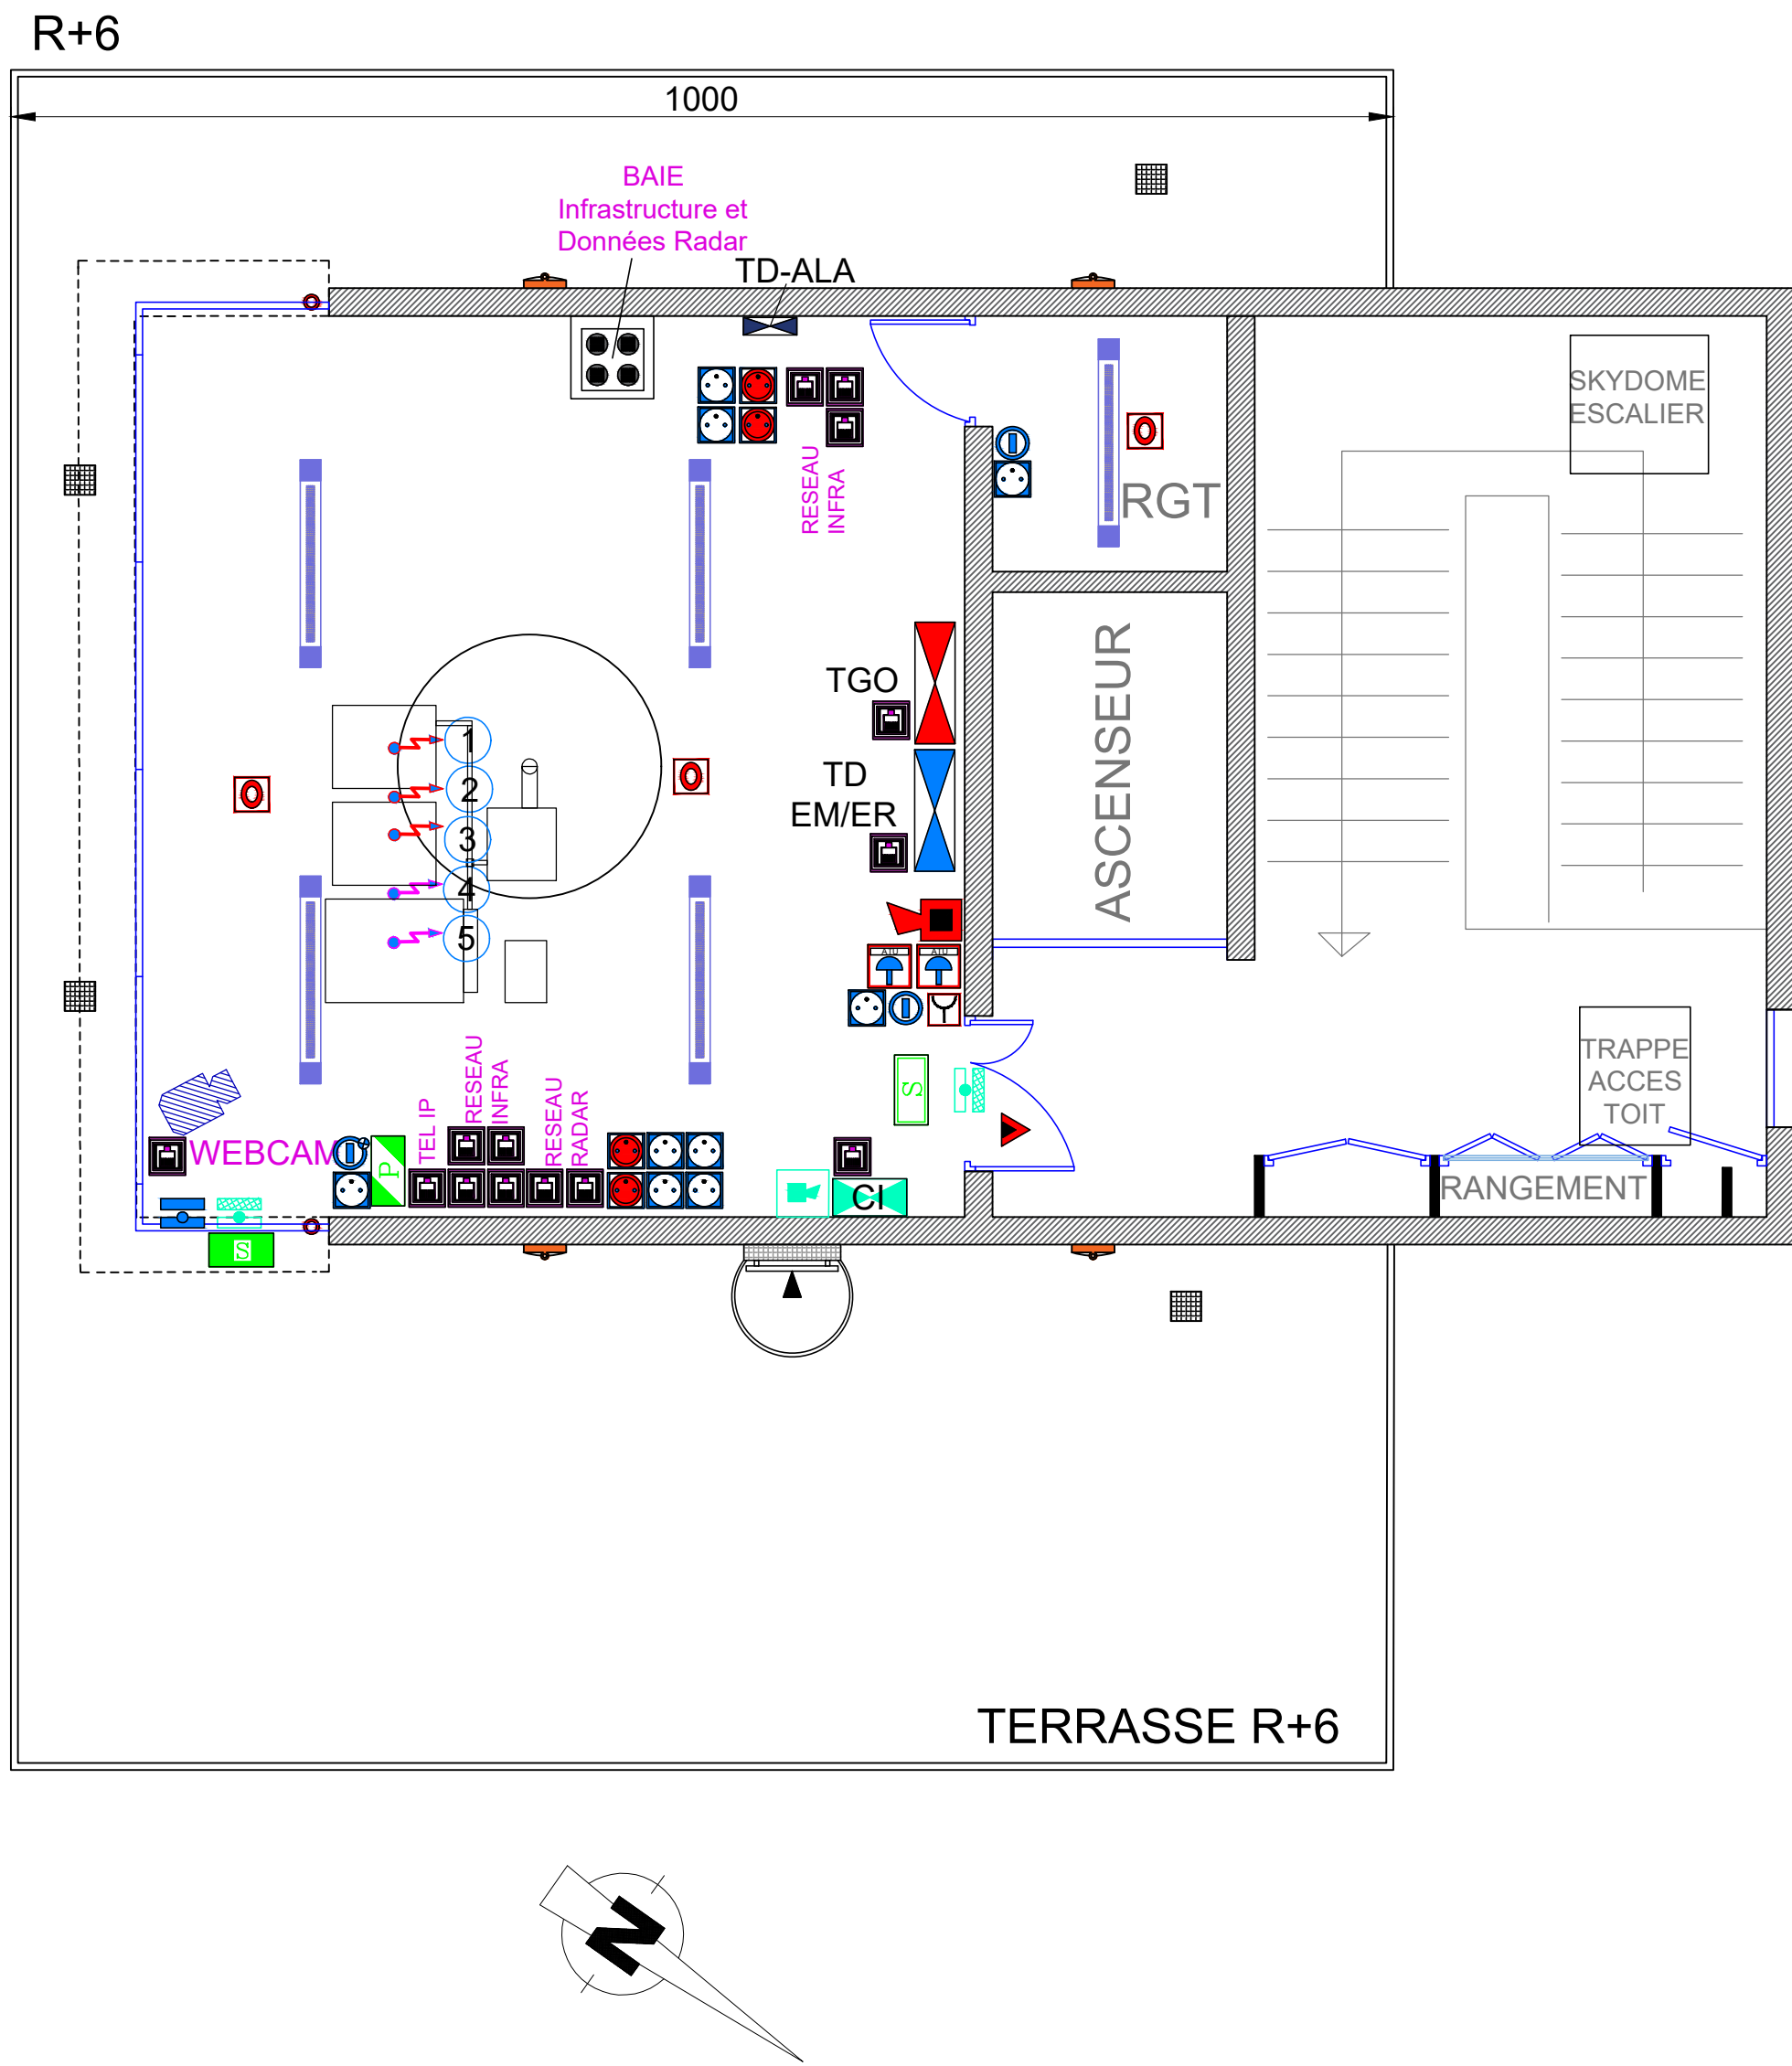 R+6
1000
BAIE
Infrastructure et
Données Radar
TD-ALA
SKYDOME
ESCALIER
RESEAU
INFRA
RGT
ASCENSEUR
TGO
TD
EM/ER
1
2
3
4
5
ATU
ATU
S
TRAPPE
ACCES
TOIT
WEBCAM
P
TEL IP
RESEAU
INFRA
RESEAU
RADAR
CI
RANGEMENT
S
TERRASSE R+6
N